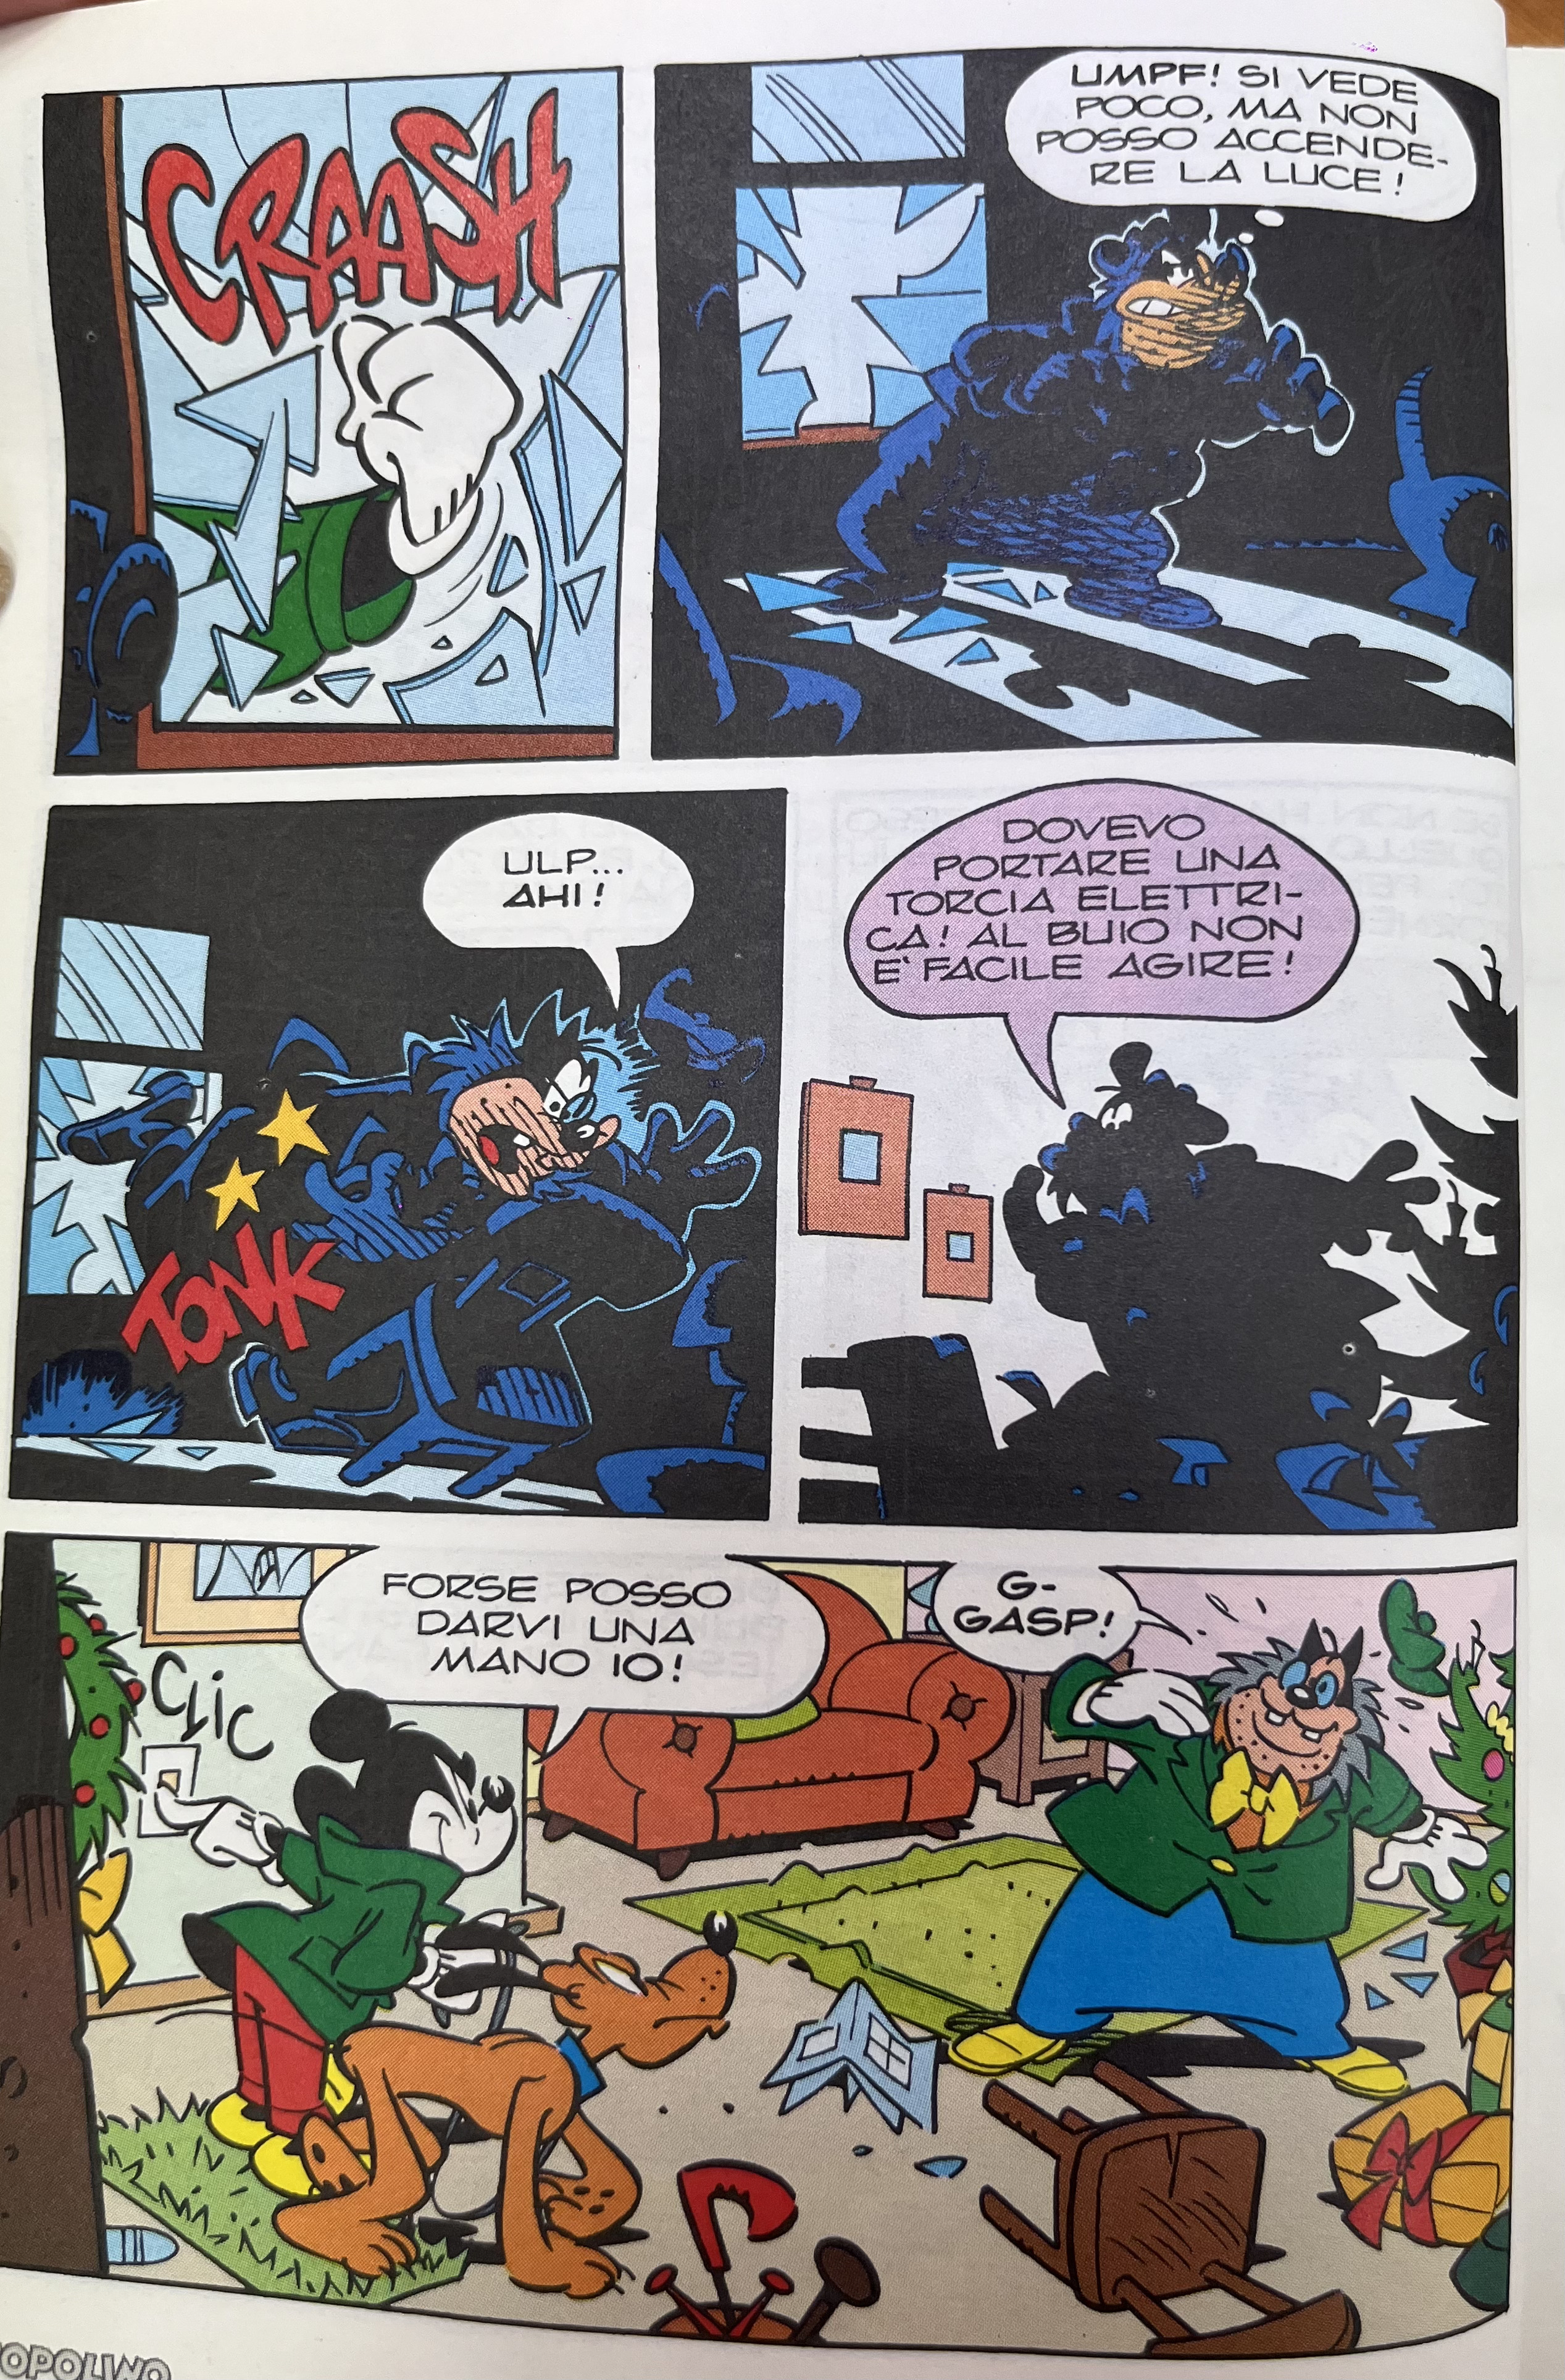 CRAASH
UMPF! SI VEDE
POCO, MA NON
POSSO ACCENDE-
RE LA LUCE!
ULP...
AHI!
TONK
DOVEVO
PORTARE UNA
TORCIA ELETTRI-
CA! AL BUIO NON
E' FACILE AGIRE!
FORSE POSSO
DARVI UNA
MANO IO!
G-
GASP!
CLIC
OPOLINO